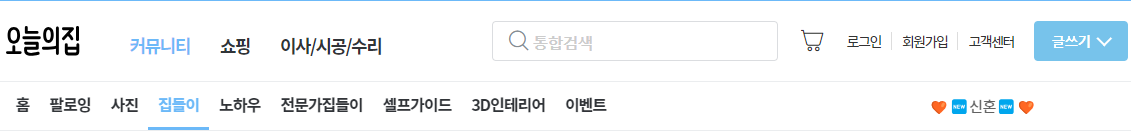 오늘의집 커뮤니티 쇼핑 이사/시공/수리 통합검색 로그인 회원가입 고객센터 글쓰기
홈 팔로잉 사진 집들이 노하우 전문가집들이 셀프가이드 3D인테리어 이벤트 NEW 신혼 NEW